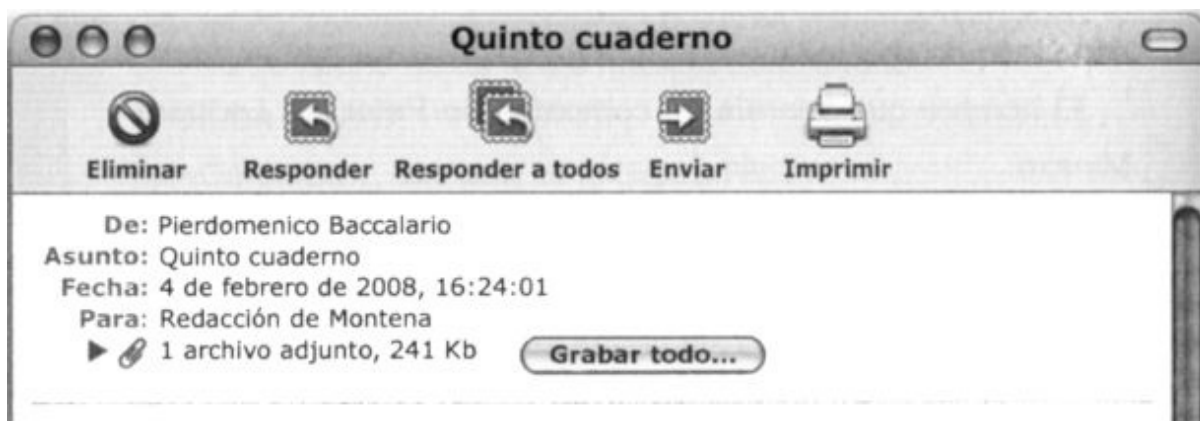 Quinto cuaderno
Eliminar Responder Responder a todos Enviar Imprimir
De: Pierdomenico Baccalario
Asunto: Quinto cuaderno
Fecha: 4 de febrero de 2008, 16:24:01
Para: Redacción de Montena
1 archivo adjunto, 241 Kb Grabar todo...